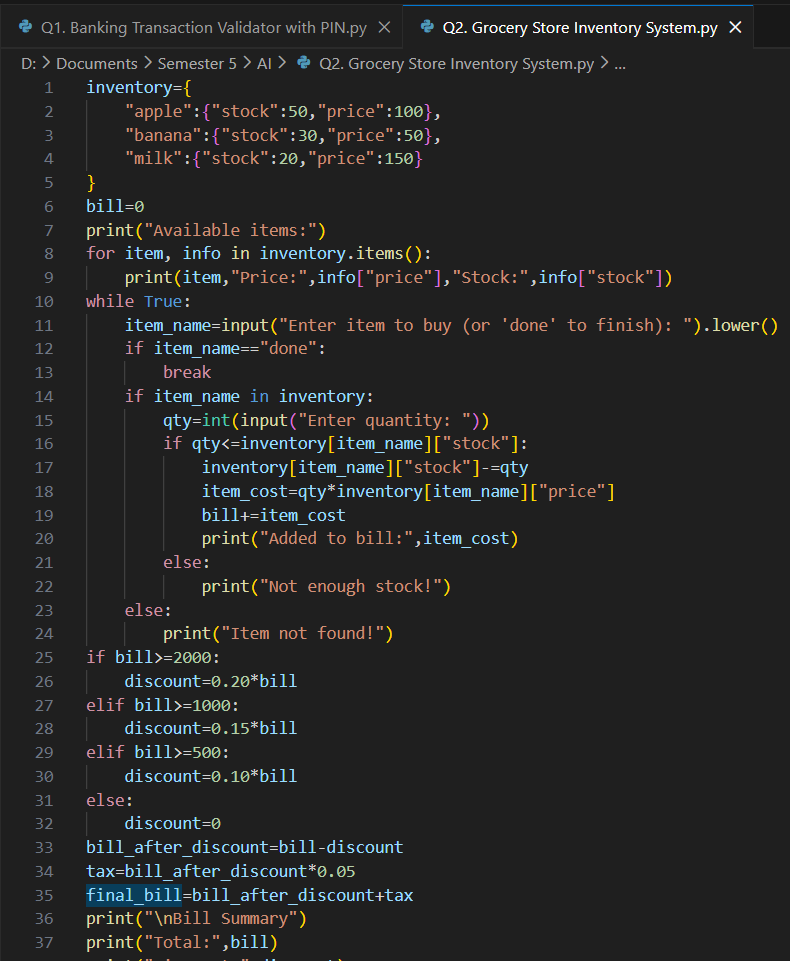 Q1. Banking Transaction Validator with PIN.py Q2. Grocery Store Inventory System.py
D: > Documents > Semester 5 > AI > Q2. Grocery Store Inventory System.py > ...
1 inventory={
2     "apple":{"stock":50,"price":100},
3     "banana":{"stock":30,"price":50},
4     "milk":{"stock":20,"price":150}
5 }
6 bill=0
7 print("Available items:")
8 for item, info in inventory.items():
9     print(item,"Price:",info["price"],"Stock:",info["stock"])
10 while True:
11     item_name=input("Enter item to buy (or 'done' to finish): ").lower()
12     if item_name=="done":
13         break
14     if item_name in inventory:
15         qty=int(input("Enter quantity: "))
16         if qty<=inventory[item_name]["stock"]:
17             inventory[item_name]["stock"]-=qty
18             item_cost=qty*inventory[item_name]["price"]
19             bill+=item_cost
20             print("Added to bill:",item_cost)
21         else:
22             print("Not enough stock!")
23     else:
24         print("Item not found!")
25 if bill>=2000:
26     discount=0.20*bill
27 elif bill>=1000:
28     discount=0.15*bill
29 elif bill>=500:
30     discount=0.10*bill
31 else:
32     discount=0
33 bill_after_discount=bill-discount
34 tax=bill_after_discount*0.05
35 final_bill=bill_after_discount+tax
36 print("\nBill Summary")
37 print("Total:",bill)